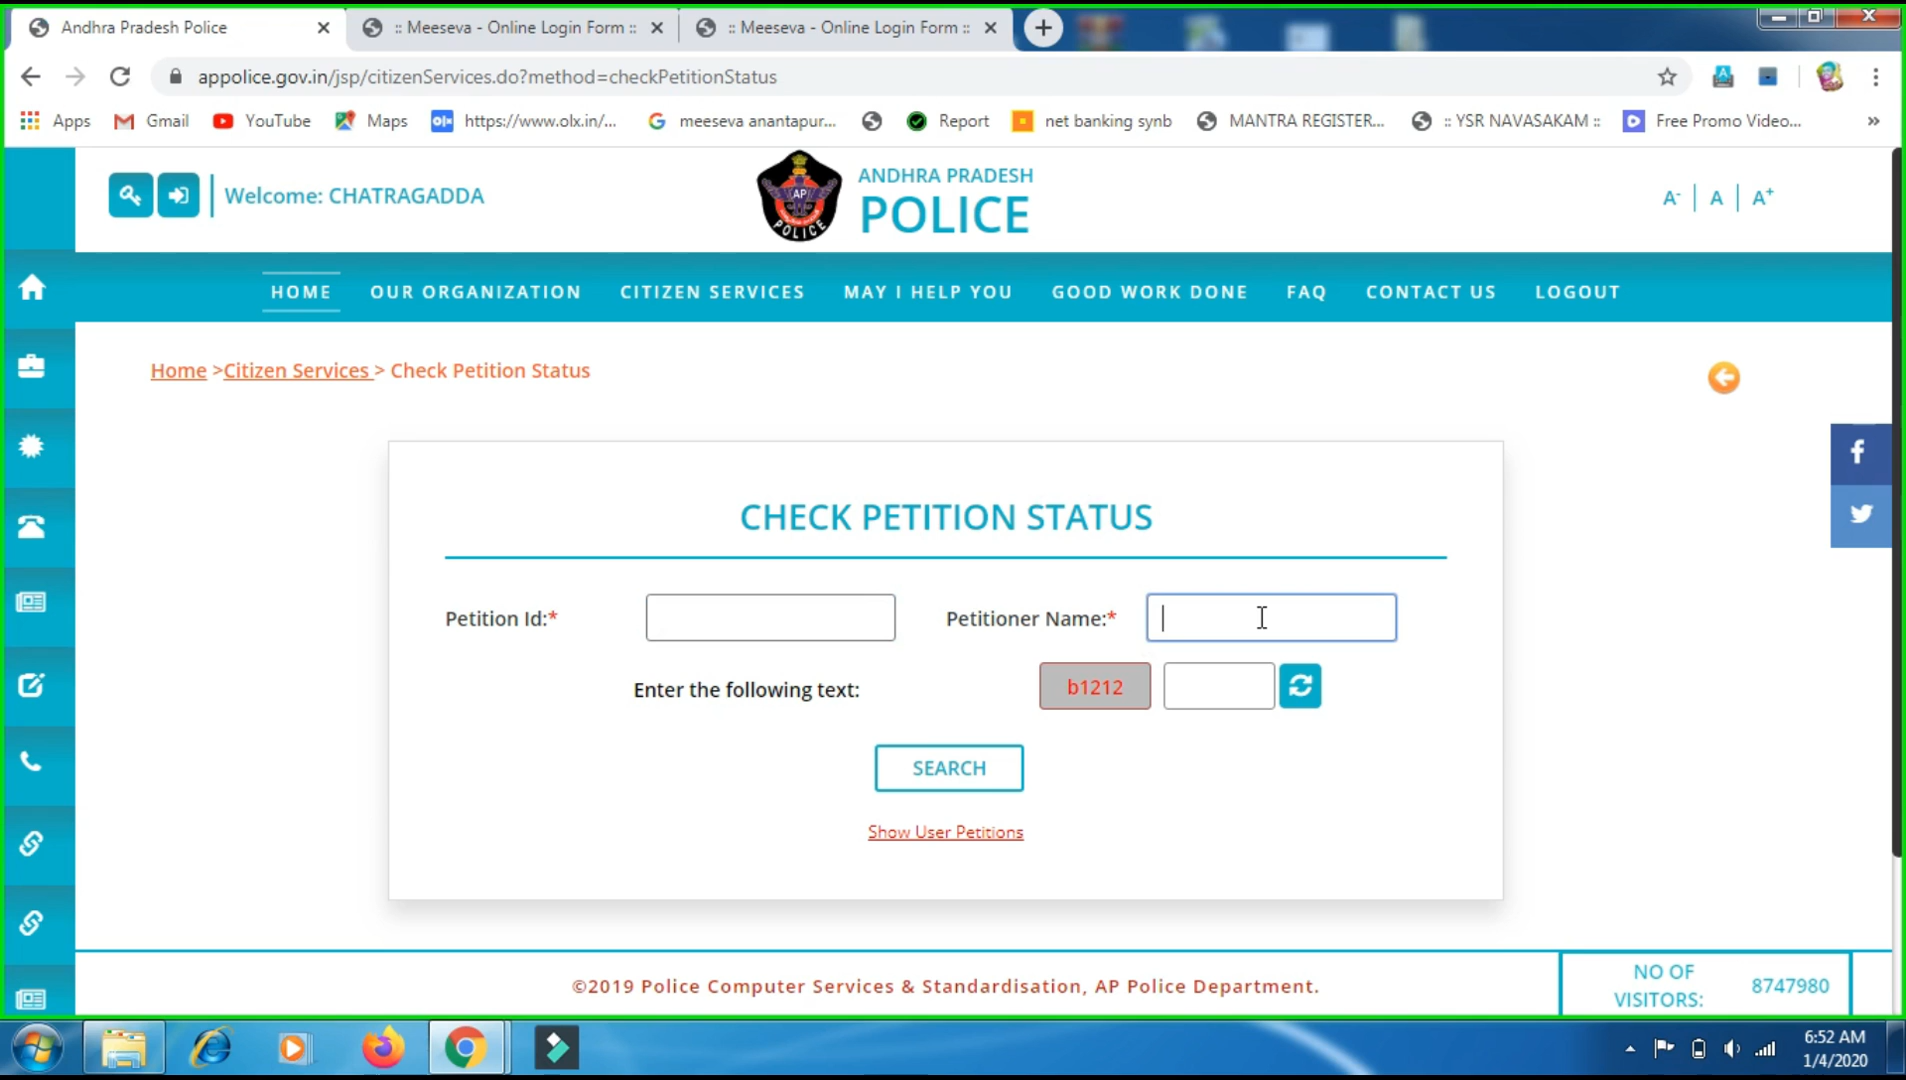 Andhra Pradesh Police
:: Meeseva - Online Login Form ::
:: Meeseva - Online Login Form ::
appolice.gov.in/jsp/citizenServices.do?method=checkPetitionStatus
Apps
Gmail
YouTube
Maps
olx
https://www.olx.in/...
meeseva anantapur...
Report
net banking synb
MANTRA REGISTER...
:: YSR NAVASAKAM ::
Free Promo Video...
»
Welcome: CHATRAGADDA
AP
POLICE
ANDHRA PRADESH
POLICE
A-
A
A+
HOME
OUR ORGANIZATION
CITIZEN SERVICES
MAY I HELP YOU
GOOD WORK DONE
FAQ
CONTACT US
LOGOUT
Home >Citizen Services > Check Petition Status
CHECK PETITION STATUS
Petition Id:*
Petitioner Name:*
Enter the following text:
b1212
SEARCH
Show User Petitions
©2019 Police Computer Services & Standardisation, AP Police Department.
NO OF
VISITORS:
8747980
6:52 AM
1/4/2020